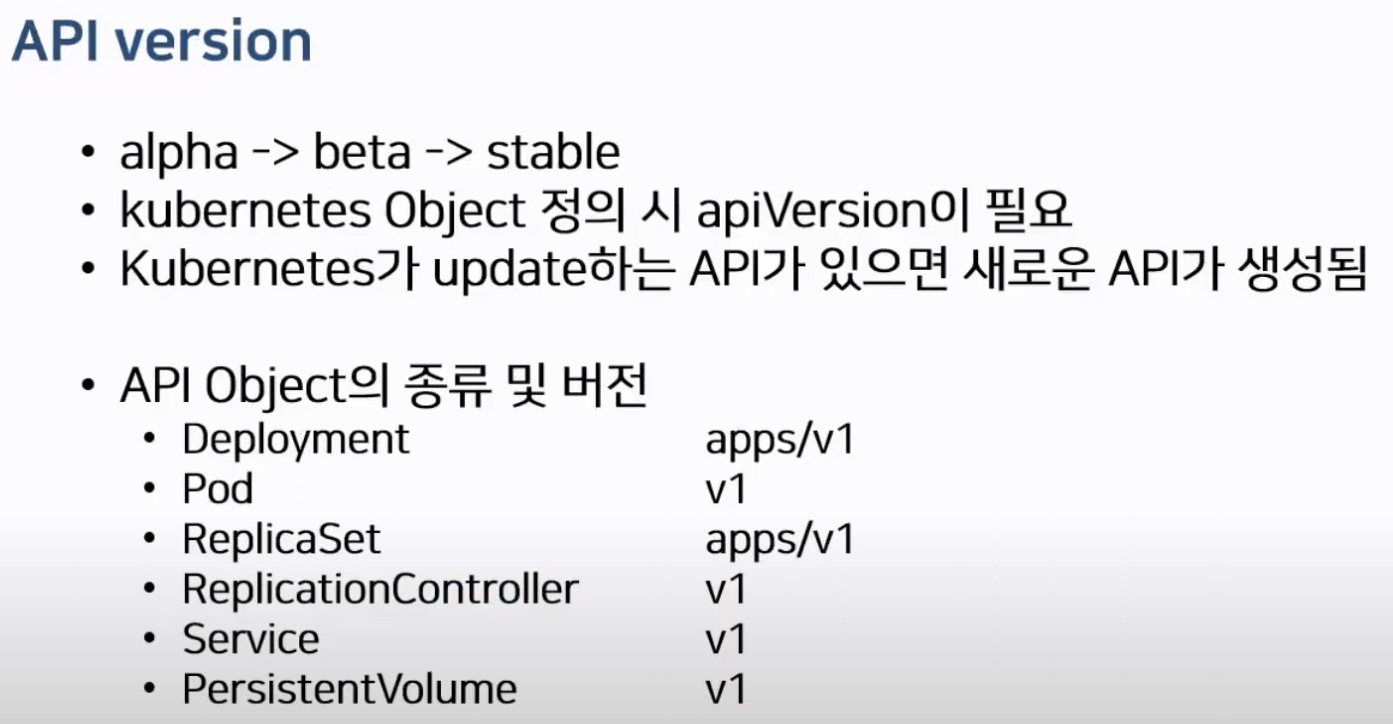 API version
• alpha -> beta -> stable
• kubernetes Object 정의 시 apiVersion이 필요
• Kubernetes가 update하는 API가 있으면 새로운 API가 생성됨
• API Object의 종류 및 버전
• Deployment apps/v1
• Pod v1
• ReplicaSet apps/v1
• ReplicationController v1
• Service v1
• PersistentVolume v1